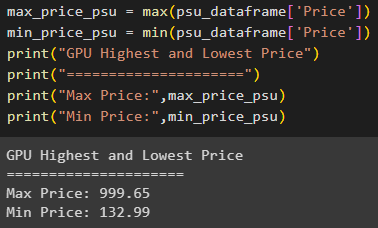 max_price_psu = max(psu_dataframe['Price'])
min_price_psu = min(psu_dataframe['Price'])
print("GPU Highest and Lowest Price")
print("=====================")
print("Max Price:",max_price_psu)
print("Min Price:",min_price_psu)
GPU Highest and Lowest Price
=====================
Max Price: 999.65
Min Price: 132.99